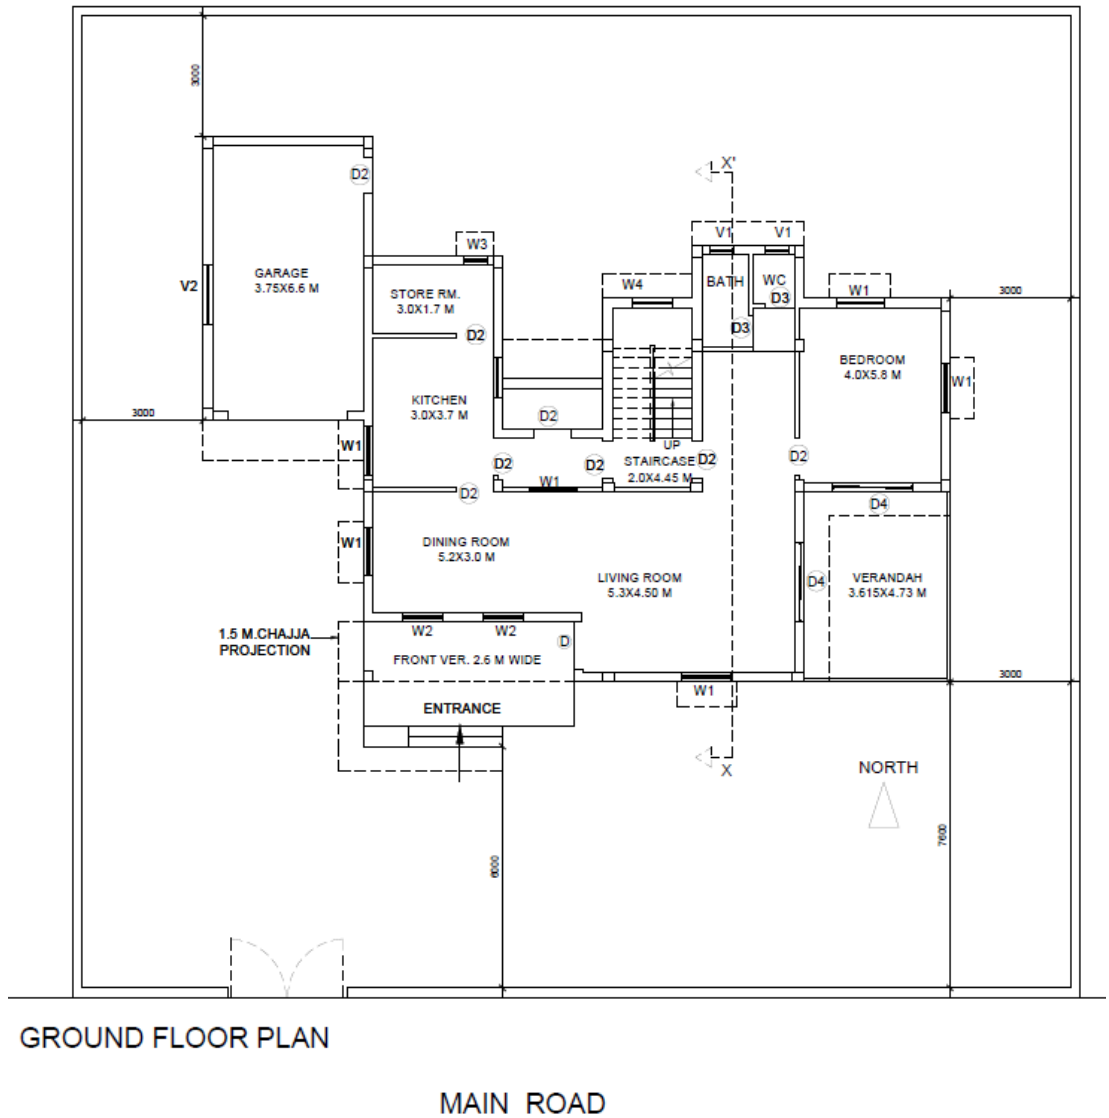 3000
X'
D2
W3
V1
V1
GARAGE
3.75X6.6 M
V2
STORE RM.
3.0X1.7 M
W4
BATH
WC
D3
W1
3000
D3
D2
BEDROOM
4.0X5.8 M
W1
KITCHEN
3.0X3.7 M
3000
D2
W1
UP
STAIRCASE
2.0X4.45 M
D2
D2
D2
D2
W1
D2
D4
W1
DINING ROOM
5.2X3.0 M
LIVING ROOM
5.3X4.50 M
D4
VERANDAH
3.615X4.73 M
1.5 M.CHAJJA
PROJECTION
W2
W2
D
FRONT VER. 2.6 M WIDE
3000
W1
ENTRANCE
X
NORTH
6000
7600
GROUND FLOOR PLAN
MAIN ROAD